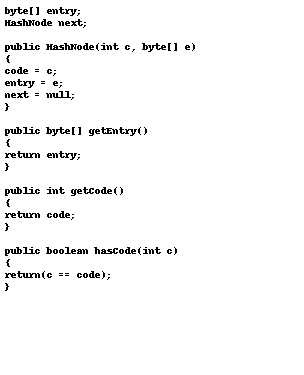 byte[] entry;
HashNode next;
public HashNode(int c, byte[] e)
{
code = c;
entry = e;
next = null;
}
public byte[] getEntry()
{
return entry;
}
public int getCode()
{
return code;
}
public boolean hasCode(int c)
{
return(c == code);
}